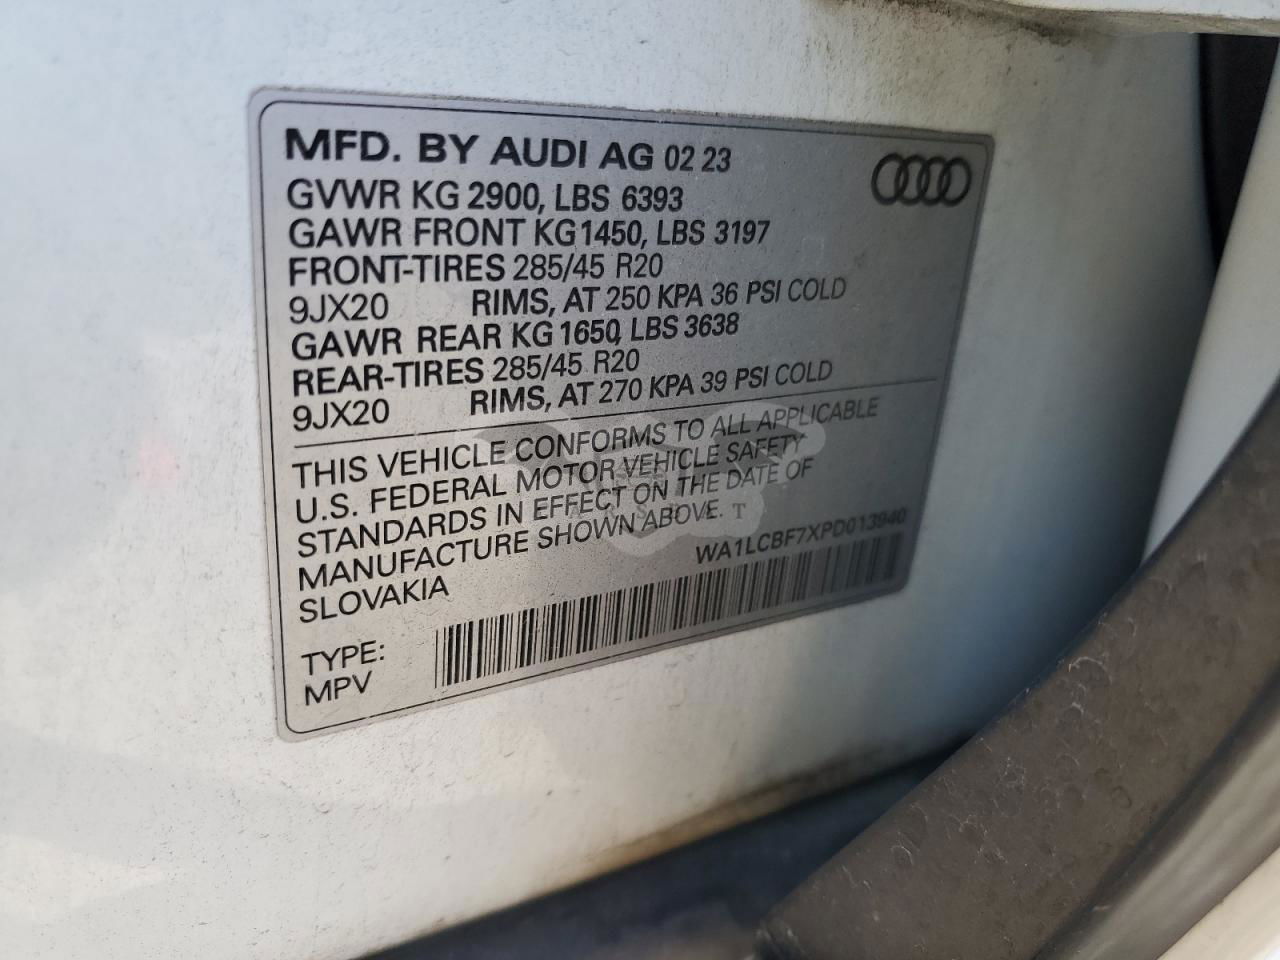 MFD. BY AUDI AG 02 23
GVWR KG 2900, LBS 6393
GAWR FRONT KG1450, LBS 3197
FRONT-TIRES 285/45 R20
9JX20 RIMS, AT 250 KPA 36 PSI COLD
GAWR REAR KG 1650, LBS 3638
REAR-TIRES 285/45 R20
9JX20 RIMS, AT 270 KPA 39 PSI COLD
THIS VEHICLE CONFORMS TO ALL APPLICABLE
U.S. FEDERAL MOTOR VEHICLE SAFETY
STANDARDS IN EFFECT ON THE DATE OF
MANUFACTURE SHOWN ABOVE.
SLOVAKIA
WA1LCBF7XPD013940
TYPE:
MPV